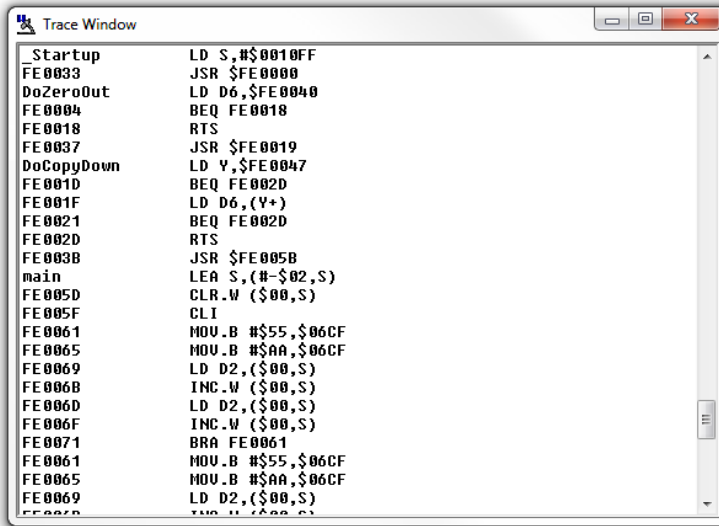 Trace Window
_Startup LD S,#$0010FF
FE0033 JSR $FE0000
DoZeroOut LD D6,$FE0040
FE0004 BEQ FE0018
FE0018 RTS
FE0037 JSR $FE0019
DoCopyDown LD Y,$FE0047
FE001D BEQ FE002D
FE001F LD D6,(Y+)
FE0021 BEQ FE002D
FE002D RTS
FE003B JSR $FE005B
main LEA S,(#-$02,S)
FE005D CLR.W ($00,S)
FE005F CLI
FE0061 MOV.B #$55,$06CF
FE0065 MOV.B #$AA,$06CF
FE0069 LD D2,($00,S)
FE006B INC.W ($00,S)
FE006D LD D2,($00,S)
FE006F INC.W ($00,S)
FE0071 BRA FE0061
FE0061 MOV.B #$55,$06CF
FE0065 MOV.B #$AA,$06CF
FE0069 LD D2,($00,S)